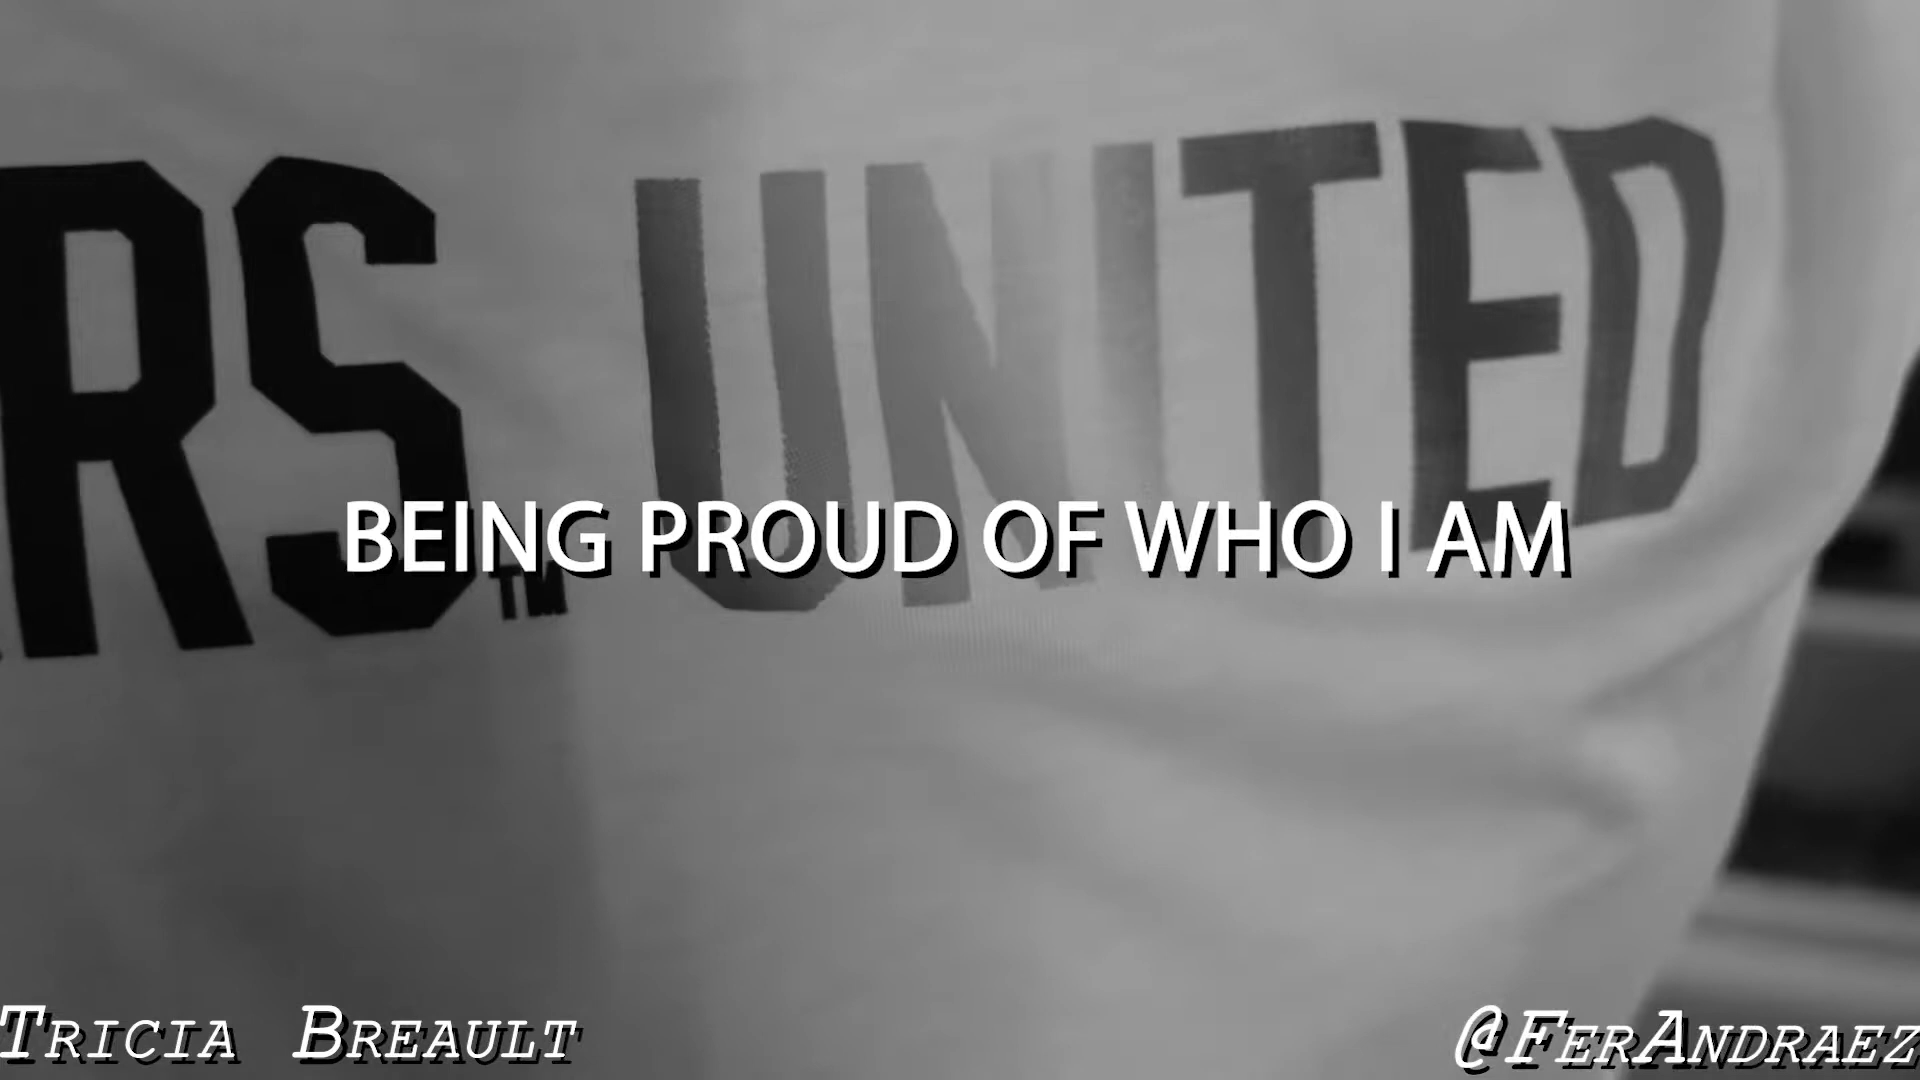 RS UNITED
TM
BEING PROUD OF WHO I AM
TRICIA BREAULT
@FERANDRAEZ